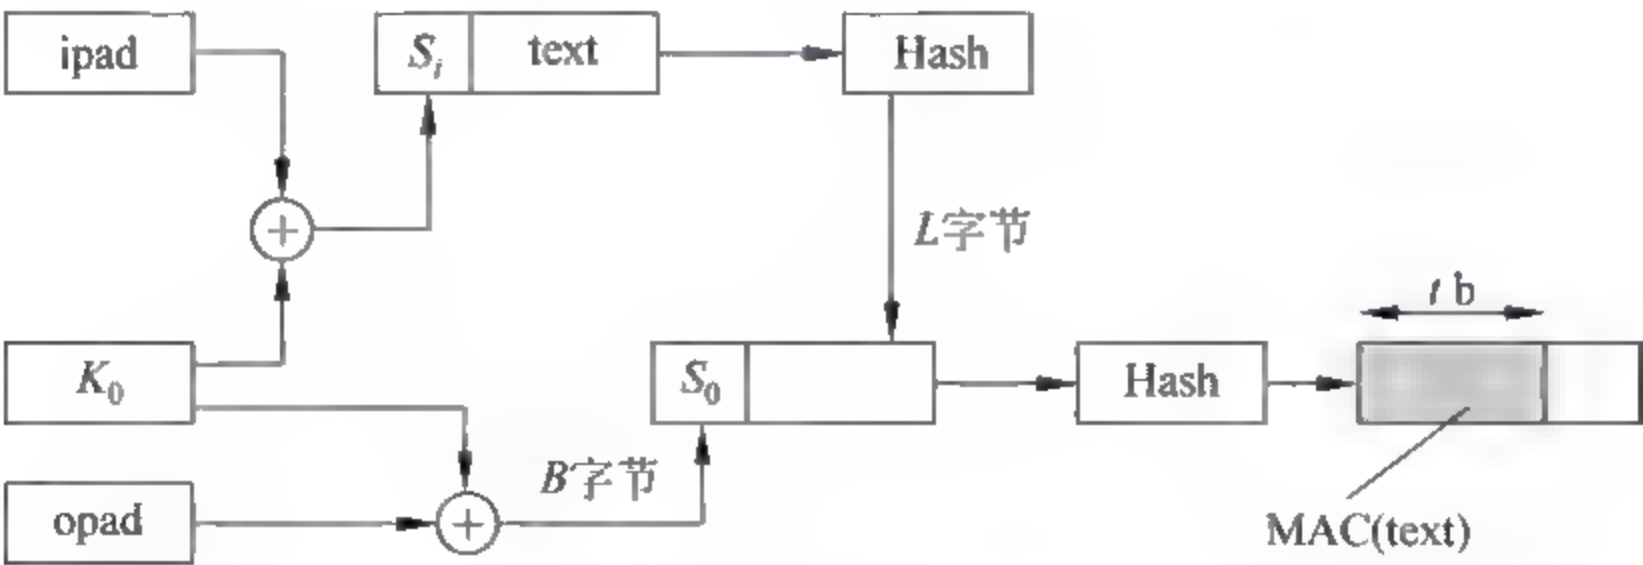 ipad
Sᵢ text
Hash
L字节
t b
K₀
S₀
Hash
B字节
opad
MAC(text)